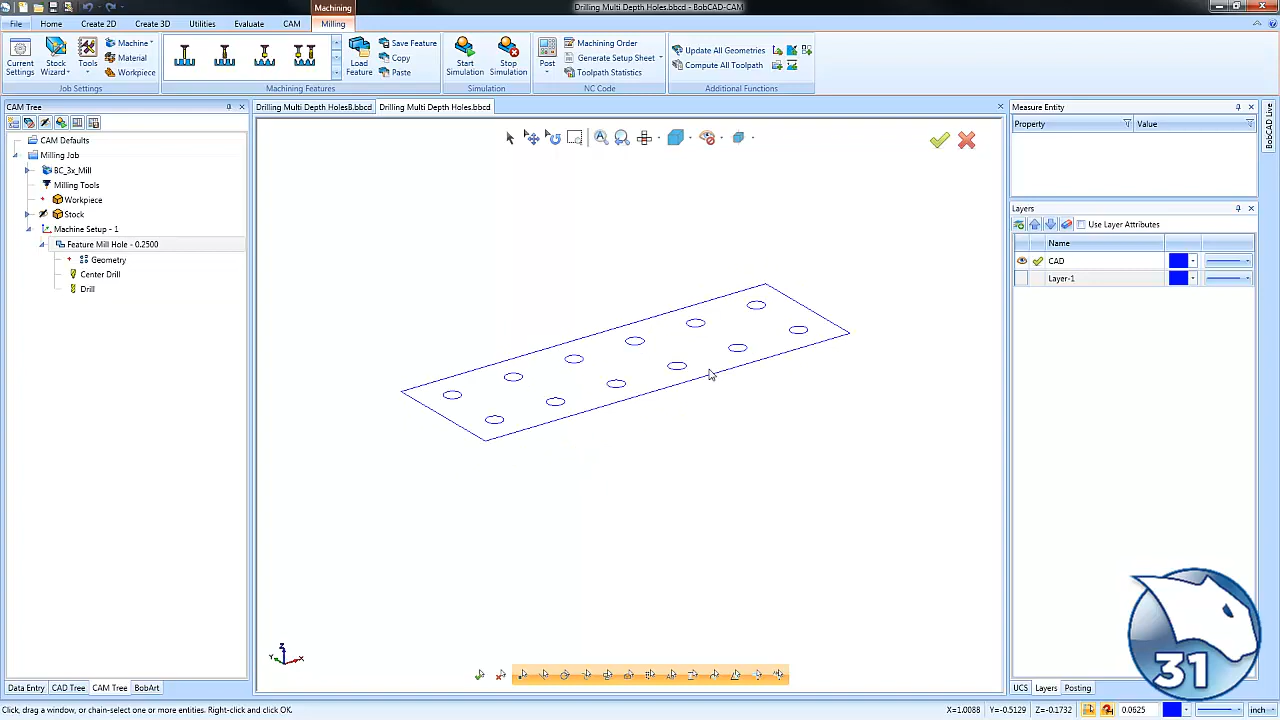 Drilling Multi Depth Holes.bbcd - BobCAD-CAM
Machining
File Home Create 2D Create 3D Utilities Evaluate CAM Milling
Current Settings
Stock Wizard
Tools
Machine
Material
Workpiece
Job Settings
Machining Features
Load Feature
Save Feature
Copy
Paste
Start Simulation
Stop Simulation
Simulation
Post
Machining Order
Generate Setup Sheet
Toolpath Statistics
NC Code
Update All Geometries
Compute All Toolpath
Additional Functions
CAM Tree
Drilling Multi Depth Holes8.bbcd Drilling Multi Depth Holes.bbcd
CAM Defaults
Milling Job
BC_3x_Mill
Milling Tools
Workpiece
Stock
Machine Setup - 1
Feature Mill Hole - 0.2500
Geometry
Center Drill
Drill
Measure Entity
Property Value
Layers
Use Layer Attributes
Name
CAD
Layer-1
BobCAD Live
Z
Y X
31
Data Entry CAD Tree CAM Tree BobArt
UCS Layers Posting
Click, drag a window, or chain-select one or more entities. Right-click and click OK.
X=1.0088 Y=-0.5129 Z=-0.1732 0.0625 inch